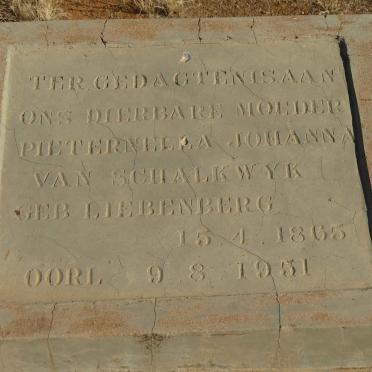 TER GEDAGTENIS AAN
ONS DIERBARE MOEDER
PIETERNELLA JOHANNA
VAN SCHALKWYK
GEB LIEBENBERG
15 . 4 . 1865
OORL 9 8 1951